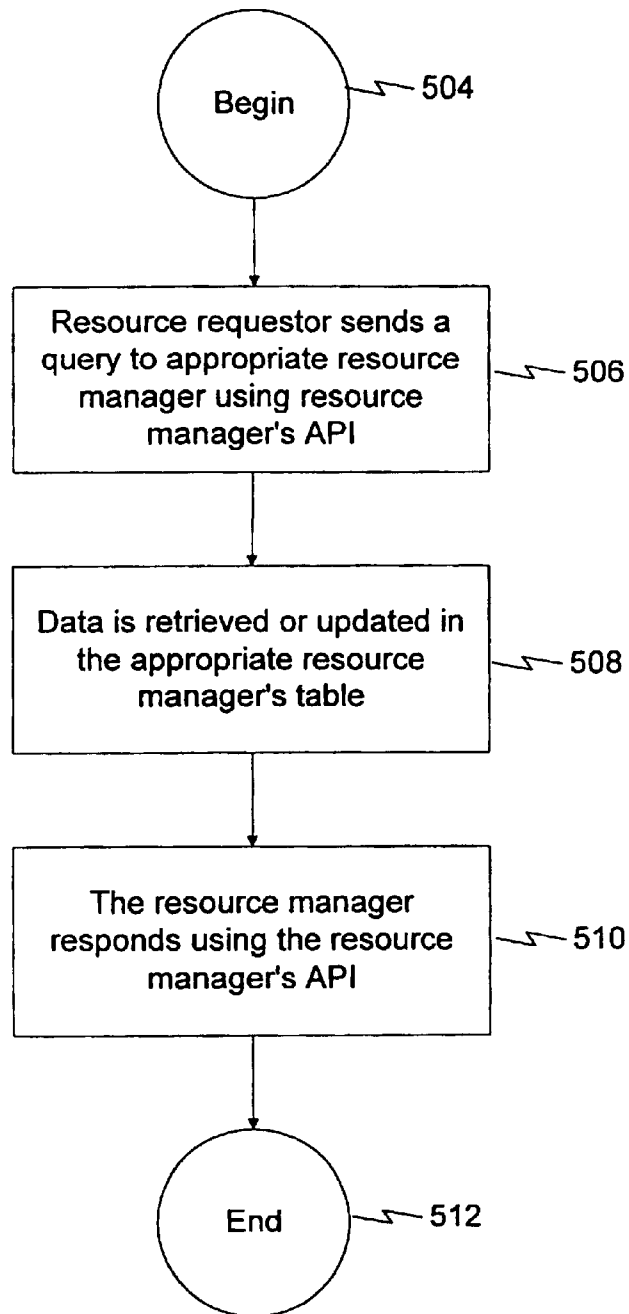 Begin
504
Resource requestor sends a
query to appropriate resource
manager using resource
manager's API
506
Data is retrieved or updated in
the appropriate resource
manager's table
508
The resource manager
responds using the resource
manager's API
510
End
512